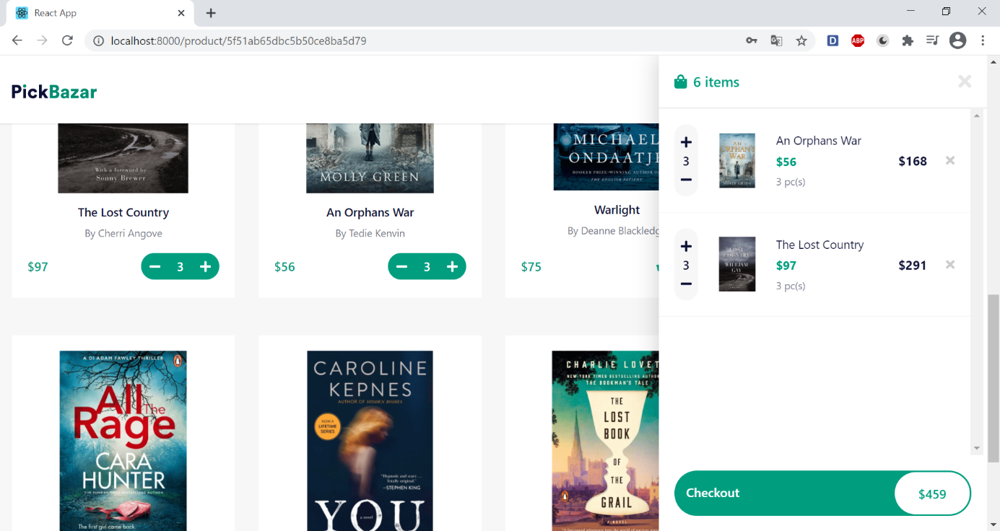 React App
localhost:8000/product/5f51ab65dbc5b50ce8ba5d79
D
ABP
PickBazar
With a foreword by
Sonny Brewer
The Lost Country
By Cherri Angove
$97
3
MOLLY GREEN
An Orphans War
By Tedie Kenvin
$56
3
MICHAEL
ONDAATJE
BOOKER PRIZE-WINNING AUTHOR O
THE ENGLISH PATIENT
Warlight
By Deanne Blackledg
$75
A DI ADAM FAWLEY THRILLER
All The
Rage
CARA
HUNTER
THE SUNDAY TIMES BESTSELLING AUTHOR
The first girl came back
CAROLINE
KEPNES
AUTHOR OF HIDDEN BODIES
NOW A
LIFETIME
SERIES
"Hypnotic and scary...
Totally original."
—STEPHEN KING
YOU
a novel
CHARLIE LOVET
NEW YORK TIMES BESTSELLING AUTHOR
THE BOOKMAN'S TALE
THE
LOST
BOOK
OF
THE
GRAIL
A NOVEL
6 items
3
AN
ORPHAN'S
WAR
MOLLY GREEN
An Orphans War
$56
3 pc(s)
$168
3
LOST
COUNTRY
WILLIAM
GAY
The Lost Country
$97
3 pc(s)
$291
Checkout
$459